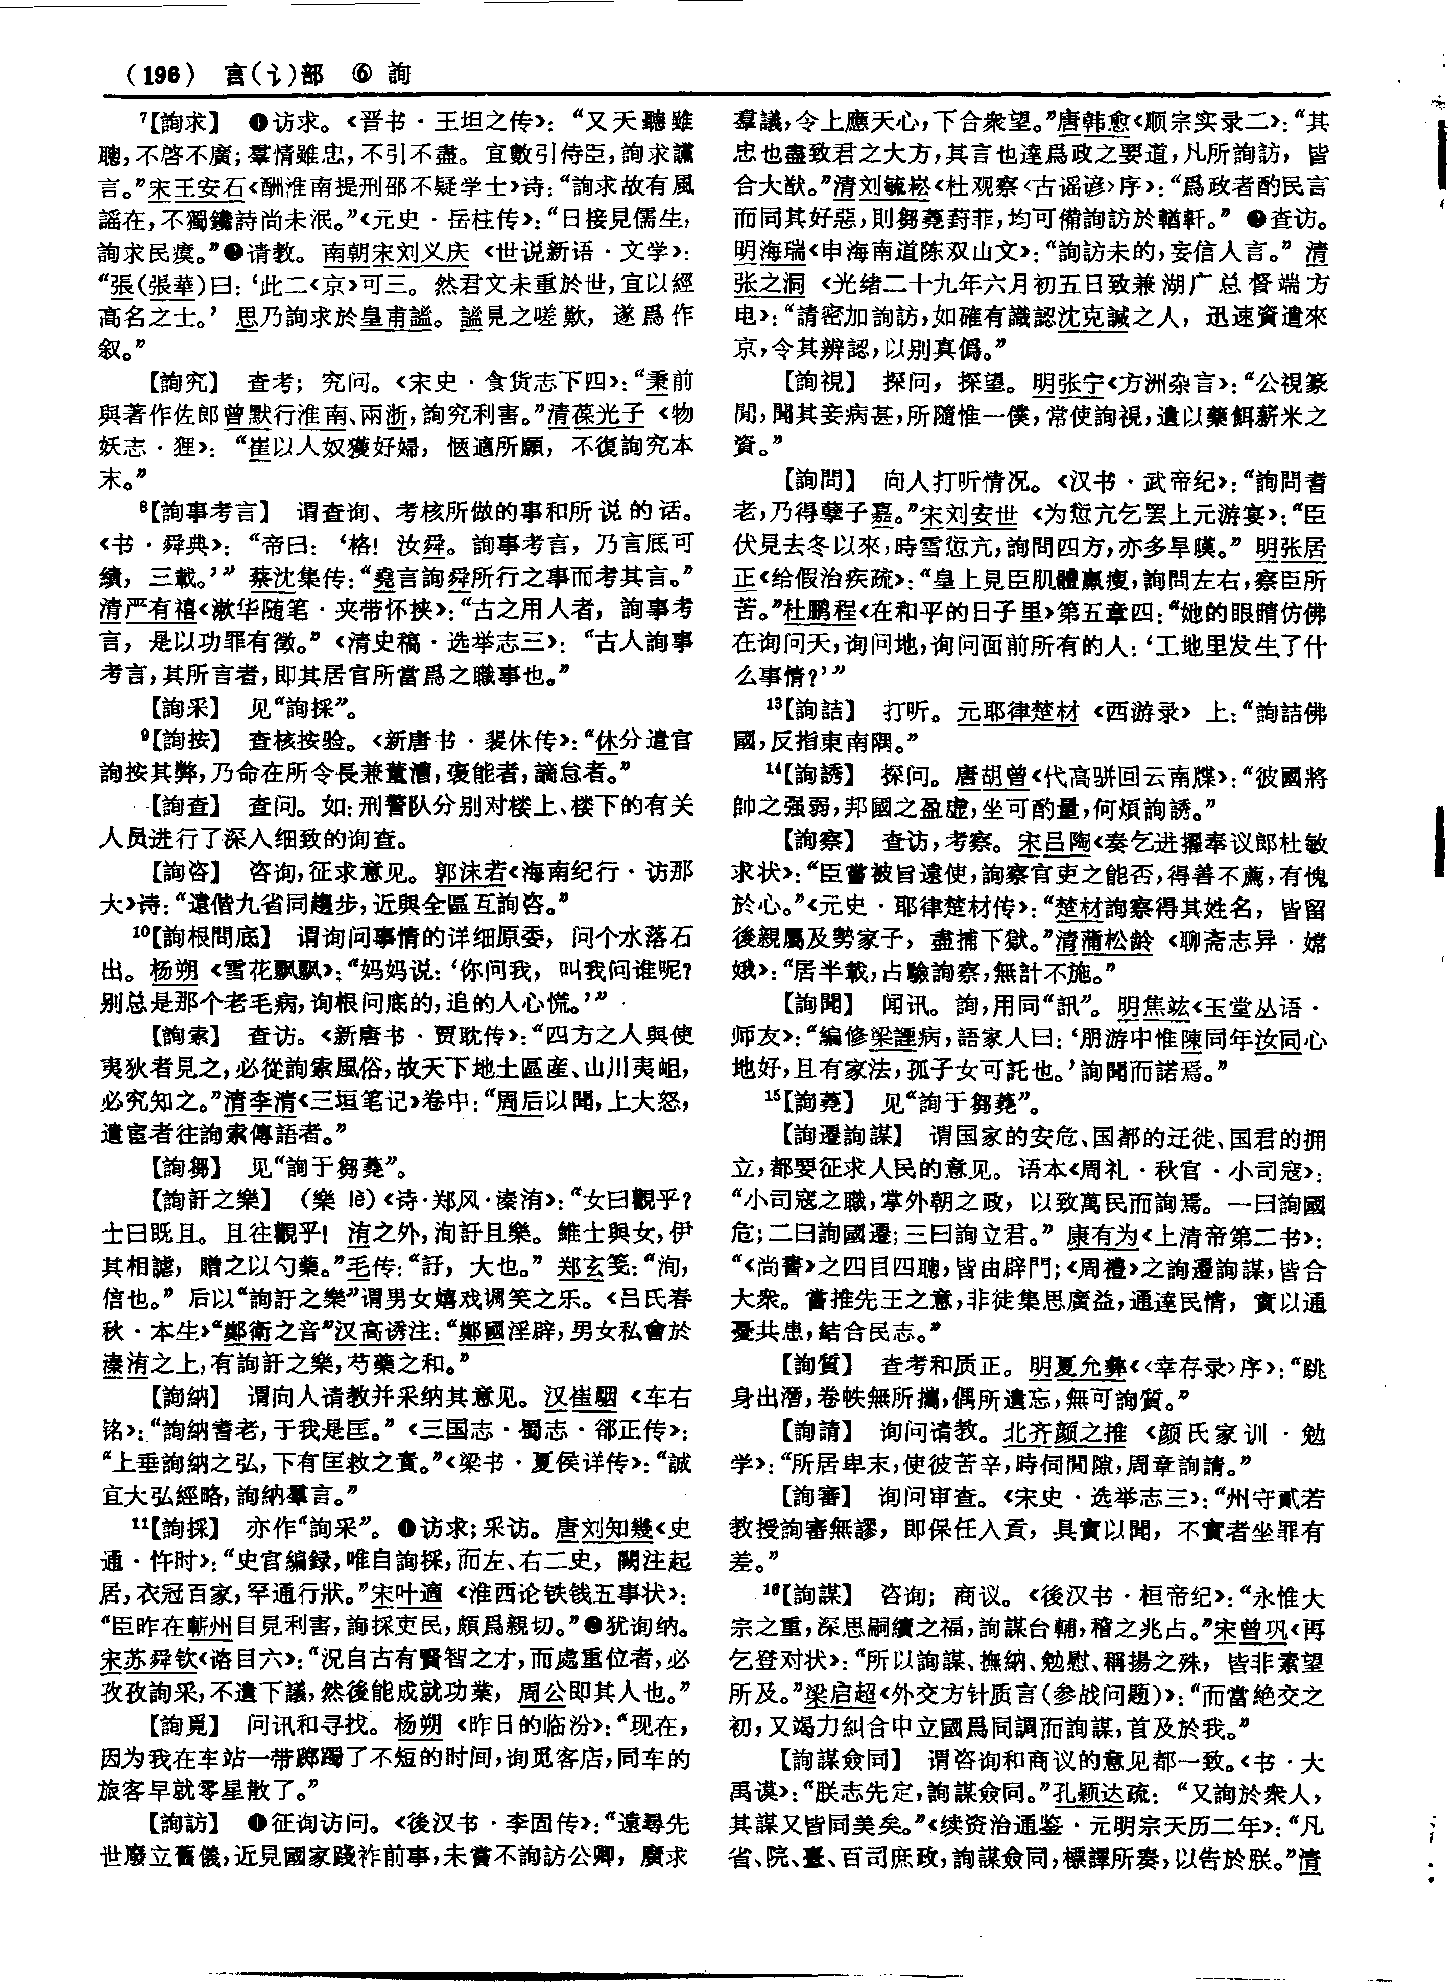 （196） 言(讠)部 ⑥ 詢
⁷【詢求】 ❶访求。《晋书·王坦之传》：“又天聽雖
聰，不啓不廣；羣情雖忠，不引不盡。宜數引侍臣，詢求讜
言。”宋王安石《酬淮南提刑邵不疑学士》诗：“詢求故有風
謡在，不獨鑱詩尚未泯。”《元史·岳柱传》：“日接見儒生，
詢求民瘼。”❷请教。南朝宋刘义庆《世说新语·文学》：
“張(張華)曰：‘此二《京》可三。然君文未重於世，宜以經
高名之士。’思乃詢求於皇甫謐。謐見之嗟歎，遂爲作
叙。”
【詢究】 查考；究问。《宋史·食货志下四》：“秉前
與著作佐郎曾默行淮南、兩浙，詢究利害。”清葆光子《物
妖志·狸》：“崔以人奴獲好婦，愜適所願，不復詢究本
末。”
⁸【詢事考言】 谓查询、考核所做的事和所说的话。
《书·舜典》：“帝曰：‘格！汝舜。詢事考言，乃言厎可
績，三載。’”蔡沈集传：“堯言詢舜所行之事而考其言。”
清严有禧《漱华随笔·夹带怀挟》：“古之用人者，詢事考
言，是以功罪有徵。”《清史稿·选举志三》：“古人詢事
考言，其所言者，即其居官所當爲之職事也。”
【詢采】 见“詢採”。
⁹【詢按】 查核按验。《新唐书·裴休传》：“休分遣官
詢按其弊，乃命在所令長兼董漕，褒能者，謫怠者。”
【詢查】 查问。如：刑警队分别对楼上、楼下的有关
人员进行了深入细致的询查。
【詢咨】 咨询，征求意见。郭沫若《海南纪行·访那
大》诗：“遠偕九省同趨步，近與全區互詢咨。”
¹⁰【詢根問底】 谓询问事情的详细原委，问个水落石
出。杨朔《雪花飘飘》：“妈妈说：‘你问我，叫我问谁呢？
别总是那个老毛病，询根问底的，追的人心慌。’”
【詢索】 查访。《新唐书·贾耽传》：“四方之人與使
夷狄者見之，必從詢索風俗，故天下地土區産、山川夷岨，
必究知之。”清李清《三垣笔记》卷中：“周后以聞，上大怒，
遣宦者往詢索傳語者。”
【詢芻】 见“詢于芻蕘”。
【詢訏之樂】 （樂 lè）《诗·郑风·溱洧》：“女曰觀乎？
士曰既且。且往觀乎！洧之外，洵訏且樂。維士與女，伊
其相謔，贈之以勺藥。”毛传：“訏，大也。”郑玄笺：“洵，
信也。”后以“詢訏之樂”谓男女嬉戏调笑之乐。《吕氏春
秋·本生》“鄭衛之音”汉高诱注：“鄭國淫辟，男女私會於
溱洧之上，有詢訏之樂，芍藥之和。”
【詢納】 谓向人请教并采纳其意见。汉崔駰《车右
铭》：“詢納耆老，于我是匡。”《三国志·蜀志·郤正传》：
“上垂詢納之弘，下有匡救之責。”《梁书·夏侯详传》：“誠
宜大弘經略，詢納羣言。”
¹¹【詢採】 亦作“詢采”。❶访求；采访。唐刘知幾《史
通·忤时》：“史官編録，唯自詢採，而左、右二史，闕注起
居，衣冠百家，罕通行狀。”宋叶適《淮西论铁钱五事状》：
“臣昨在蘄州目見利害，詢採吏民，頗爲親切。”❷犹询纳。
宋苏舜钦《谘目六》：“況自古有賢智之才，而處重位者，必
孜孜詢采，不遺下議，然後能成就功業，周公即其人也。”
【詢覓】 问讯和寻找。杨朔《昨日的临汾》：“现在，
因为我在车站一带踯躅了不短的时间，询觅客店，同车的
旅客早就零星散了。”
【詢訪】 ❶征询访问。《後汉书·李固传》：“遠尋先
世廢立舊儀，近見國家踐祚前事，未嘗不詢訪公卿，廣求
羣議，令上應天心，下合衆望。”唐韩愈《顺宗实录二》：“其
忠也盡致君之大方，其言也達爲政之要道，凡所詢訪，皆
合大猷。”清刘毓崧《杜观察〈古谣谚〉序》：“爲政者酌民言
而同其好惡，則芻蕘葑菲，均可備詢訪於輶軒。”❷查访。
明海瑞《申海南道陈双山文》：“詢訪未的，妄信人言。”清
张之洞《光绪二十九年六月初五日致兼湖广总督端方
电》：“請密加詢訪，如確有識認沈克諴之人，迅速資遣來
京，令其辨認，以别真僞。”
【詢視】 探问，探望。明张宁《方洲杂言》：“公視篆
間，聞其妾病甚，所隨惟一僕，常使詢視，遺以藥餌薪米之
資。”
【詢問】 向人打听情况。《汉书·武帝纪》：“詢問耆
老，乃得孽子嘉。”宋刘安世《为愆亢乞罢上元游宴》：“臣
伏見去冬以來，時雪愆亢，詢問四方，亦多旱暵。”明张居
正《给假治疾疏》：“皇上見臣肌體羸瘦，詢問左右，察臣所
苦。”杜鹏程《在和平的日子里》第五章四：“她的眼睛仿佛
在询问天，询问地，询问面前所有的人：‘工地里发生了什
么事情？’”
¹³【詢詰】 打听。元耶律楚材《西游录》上：“詢詰佛
國，反指東南隅。”
¹⁴【詢誘】 探问。唐胡曾《代高骈回云南牒》：“彼國將
帥之强弱，邦國之盈虚，坐可酌量，何煩詢誘。”
【詢察】 查访，考察。宋吕陶《奏乞进擢奉议郎杜敏
求状》：“臣嘗被旨遠使，詢察官吏之能否，得善不薦，有愧
於心。”《元史·耶律楚材传》：“楚材詢察得其姓名，皆留
後親屬及勢家子，盡捕下獄。”清蒲松龄《聊斋志异·嫦
娥》：“居半載，占驗詢察，無計不施。”
【詢聞】 闻讯。詢，用同“訊”。明焦竑《玉堂丛语·
师友》：“編修梁諲病，語家人曰：‘朋游中惟陳同年汝同心
地好，且有家法，孤子女可託也。’詢聞而諾焉。”
¹⁵【詢蕘】 见“詢于芻蕘”。
【詢遷詢謀】 谓国家的安危、国都的迁徙、国君的拥
立，都要征求人民的意见。语本《周礼·秋官·小司寇》：
“小司寇之職，掌外朝之政，以致萬民而詢焉。一曰詢國
危；二曰詢國遷；三曰詢立君。”康有为《上清帝第二书》：
“《尚書》之四目四聰，皆由辟門；《周禮》之詢遷詢謀，皆合
大衆。嘗推先王之意，非徒集思廣益，通達民情，實以通
憂共患，結合民志。”
【詢質】 查考和质正。明夏允彝《〈幸存录〉序》：“跳
身出潛，卷帙無所攜，偶所遺忘，無可詢質。”
【詢請】 询问请教。北齐颜之推《颜氏家训·勉
学》：“所居卑末，使彼苦辛，時伺閒隙，周章詢請。”
【詢審】 询问审查。《宋史·选举志三》：“州守貳若
教授詢審無謬，即保任入貢，具實以聞，不實者坐罪有
差。”
¹⁶【詢謀】 咨询；商议。《後汉书·桓帝纪》：“永惟大
宗之重，深思嗣續之福，詢謀台輔，稽之兆占。”宋曾巩《再
乞登对状》：“所以詢謀、撫納、勉慰、稱揚之殊，皆非素望
所及。”梁启超《外交方针质言(参战问题)》：“而當絶交之
初，又竭力糾合中立國爲同調而詢謀，首及於我。”
【詢謀僉同】 谓咨询和商议的意见都一致。《书·大
禹谟》：“朕志先定，詢謀僉同。”孔颖达疏：“又詢於衆人，
其謀又皆同美矣。”《续资治通鉴·元明宗天历二年》：“凡
省、院、臺、百司庶政，詢謀僉同，標譯所奏，以告於朕。”清